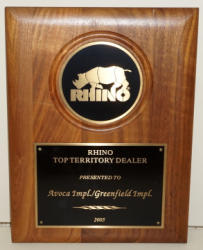 RHINO
RHINO
TOP TERRITORY DEALER
PRESENTED TO
Avoca Impl./Greenfield Impl.
2005